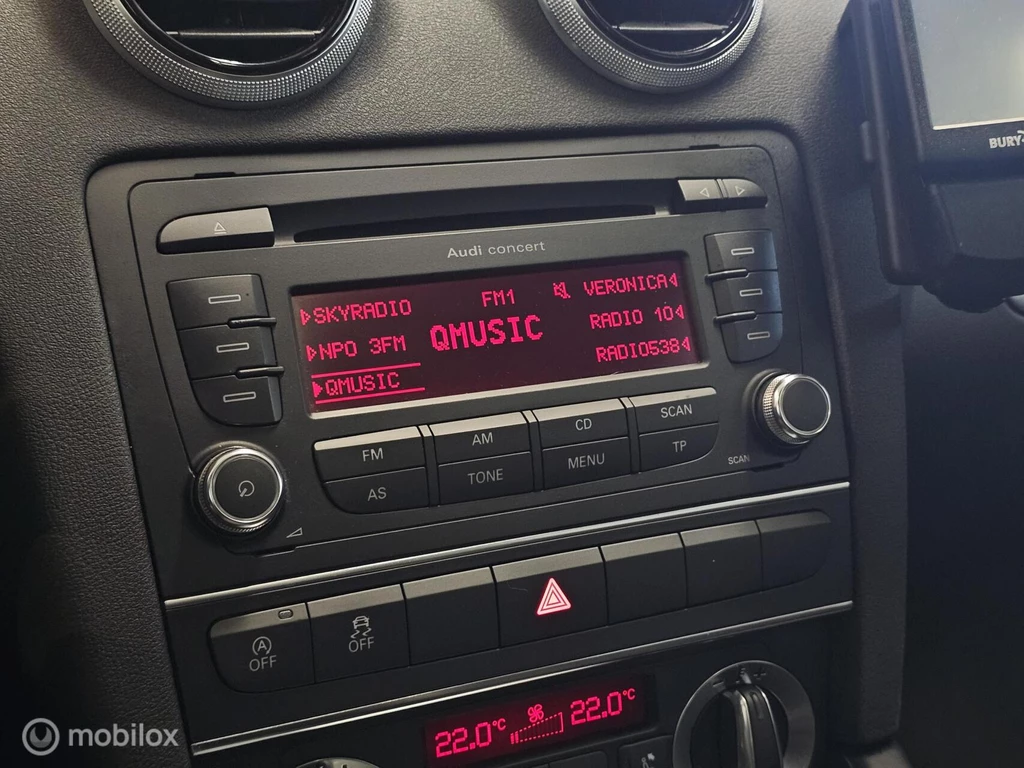 BURY
Audi concert
SKYRADIO FM1 VERONICA
NPO 3FM QMUSIC RADIO 10
QMUSIC RADIO538
FM AM CD SCAN
AS TONE MENU TP
SCAN
A OFF OFF
22.0°C 22.0°C
mobilox